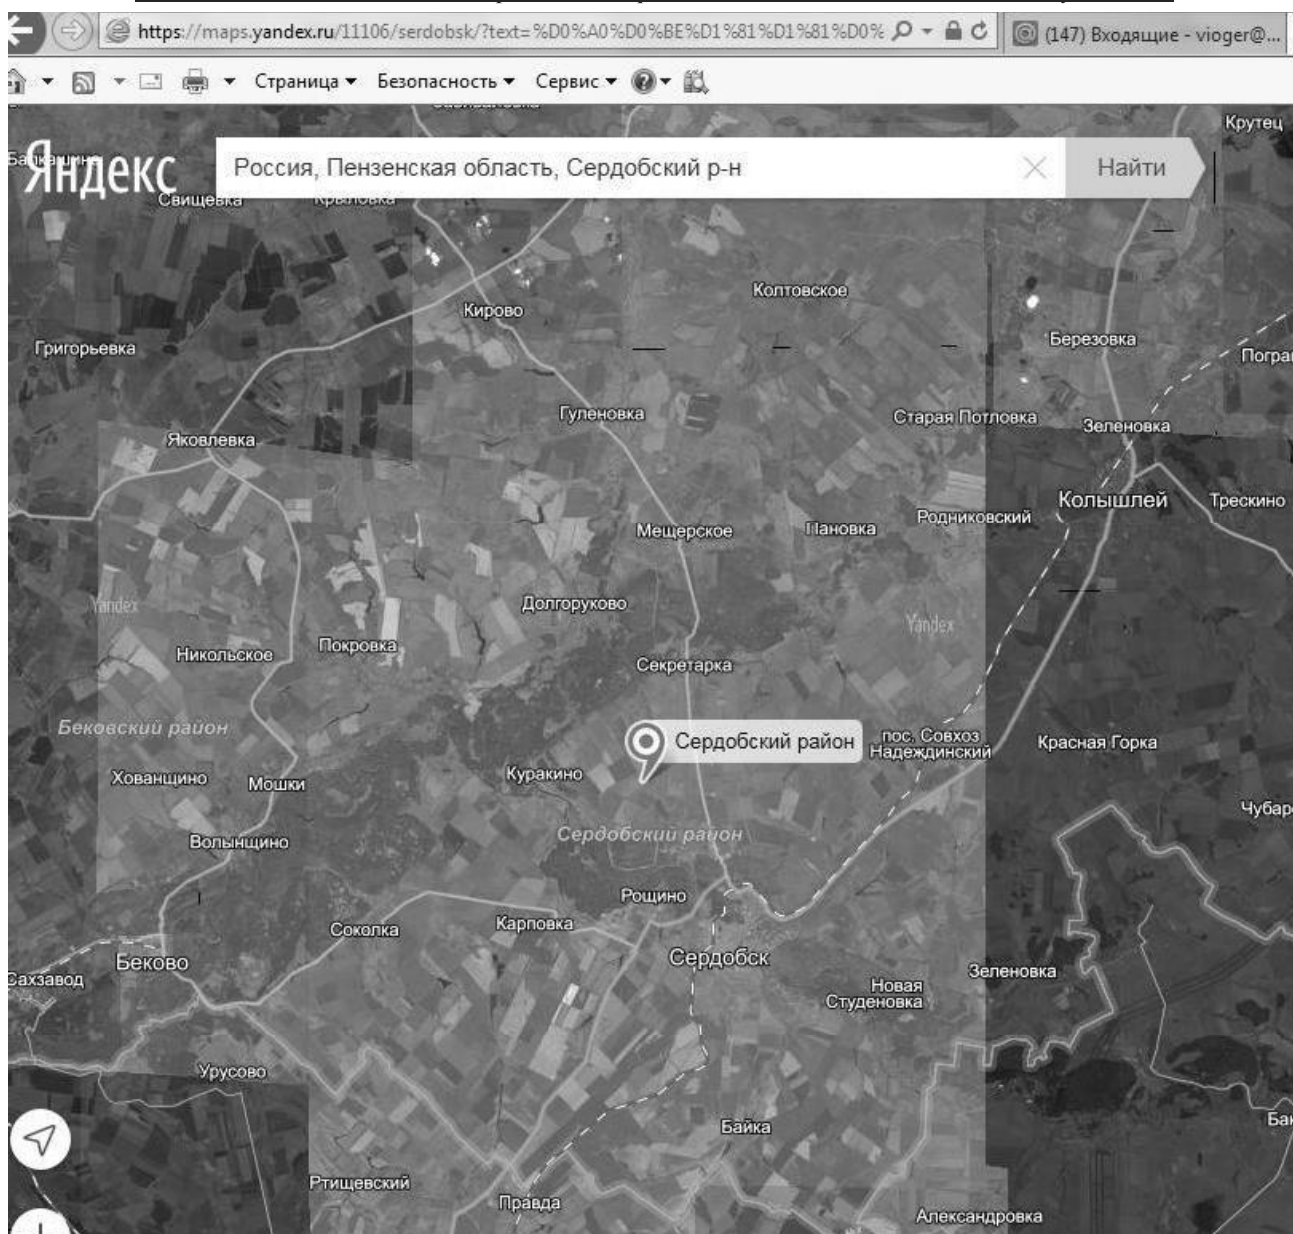 https://maps.yandex.ru/11106/serdobsk/?text=%D0%A0%D0%BE%D1%81%D1%81%D0%
(147) Входящие - vioger@...
Страница
Безопасность
Сервис
Крутец
Яндекс
Россия, Пензенская область, Сердобский р-н
Найти
Свищевка
Крыловка
Колтовское
Кирово
Березовка
Григорьевка
Погра
Гуленовка
Старая Потловка
Зеленовка
Яковлевка
Колышлей
Трескино
Родниковский
Мещерское
Пановка
Долгоруково
Yandex
Yandex
Покровка
Никольское
Секретарка
Бековский район
Сердобский район
пос. Совхоз
Надеждинский
Красная Горка
Хованщино
Мошки
Куракино
Чубар
Сердобский район
Волынщино
Рощино
Карповка
Соколка
Сердобск
Беково
Зеленовка
Сахзавод
Новая
Студеновка
Урусово
Байка
Ба
Ртищевский
Правда
Александровка